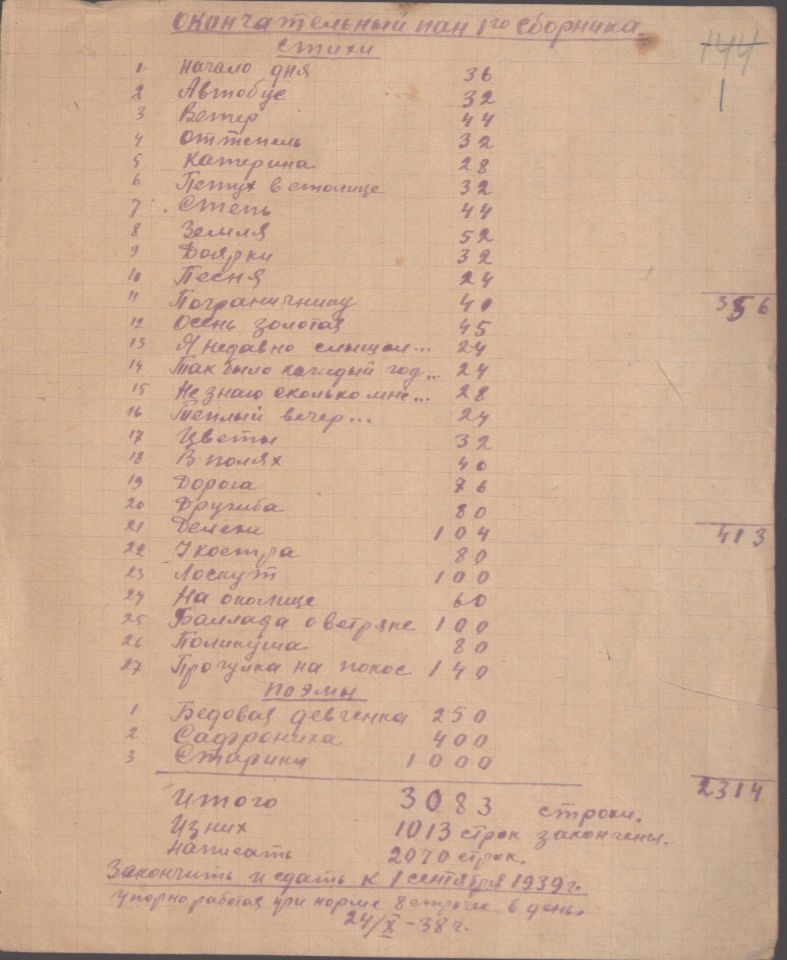 Окончательный пан 1го сборника
144
1
стихи
1 Начало дня 36
2 Автобус 32
3 Ветер 44
4 Оттепель 32
5 Катерина 28
6 Петух в столице 32
7 Степь 44
8 Земля 52
9 Доярки 32
10 Песня 24
11 Пограничнику 40 356
12 Осень золотая 45
13 Я недавно слышал... 24
14 Так было каждый год... 24
15 Не знаю сколько мне... 28
16 Теплый вечер... 24
17 Цветы 32
18 В полях 40
19 Дорога 76
20 Дружба 80
21 104 413
22 У костра 80
23 Лоскут 100
24 На околице 60
25 Баллада о ветряке 100
26 Поликуша 80
27 Прогулка на покос 140
поэмы
1 Бедовая девченка 250
2 Сафрониха 400
3 Старики 1000
2314
Итого 3083 строки.
Из них 1013 строк закончены.
Написать 2070 строк.
Закончить и сдать к 1 сентября 1939 г.
Упорно работая при норме 8 строчек в день.
24/X – 38 г.